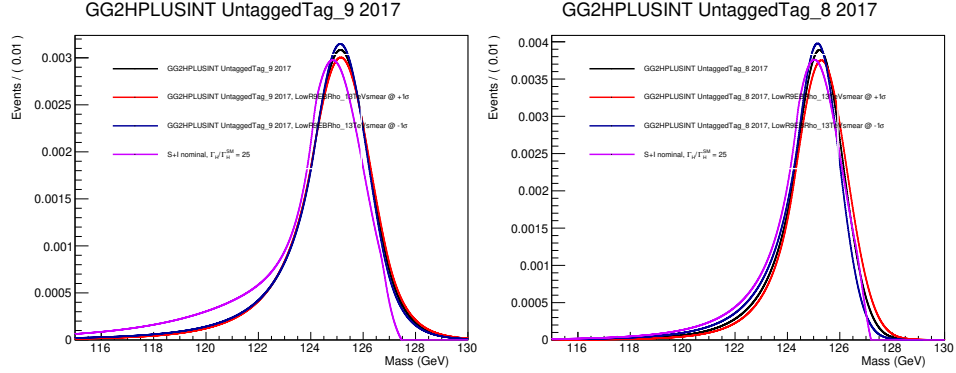 GG2HPLUSINT UntaggedTag_9 2017
Events / ( 0.01 )
0.003
0.0025
0.002
0.0015
0.001
0.0005
0
GG2HPLUSINT UntaggedTag_9 2017
GG2HPLUSINT UntaggedTag_9 2017, LowR9EBRho_13TeVsmear @ +1σ
GG2HPLUSINT UntaggedTag_9 2017, LowR9EBRho_13TeVsmear @ -1σ
S+I nominal, Γ_H/Γ_H^SM = 25
116 118 120 122 124 126 128 130
Mass (GeV)
GG2HPLUSINT UntaggedTag_8 2017
Events / ( 0.01 )
0.004
0.0035
0.003
0.0025
0.002
0.0015
0.001
0.0005
0
GG2HPLUSINT UntaggedTag_8 2017
GG2HPLUSINT UntaggedTag_8 2017, LowR9EBRho_13TeVsmear @ +1σ
GG2HPLUSINT UntaggedTag_8 2017, LowR9EBRho_13TeVsmear @ -1σ
S+I nominal, Γ_H/Γ_H^SM = 25
116 118 120 122 124 126 128 130
Mass (GeV)